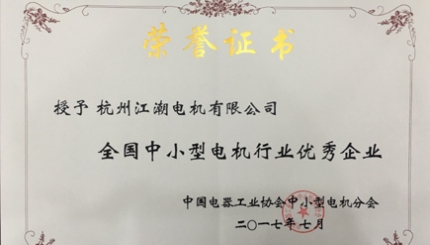 荣誉证书
授予 杭州江潮电机有限公司
全国中小型电机行业优秀企业
中国电器工业协会中小型电机分会
二〇一七年七月